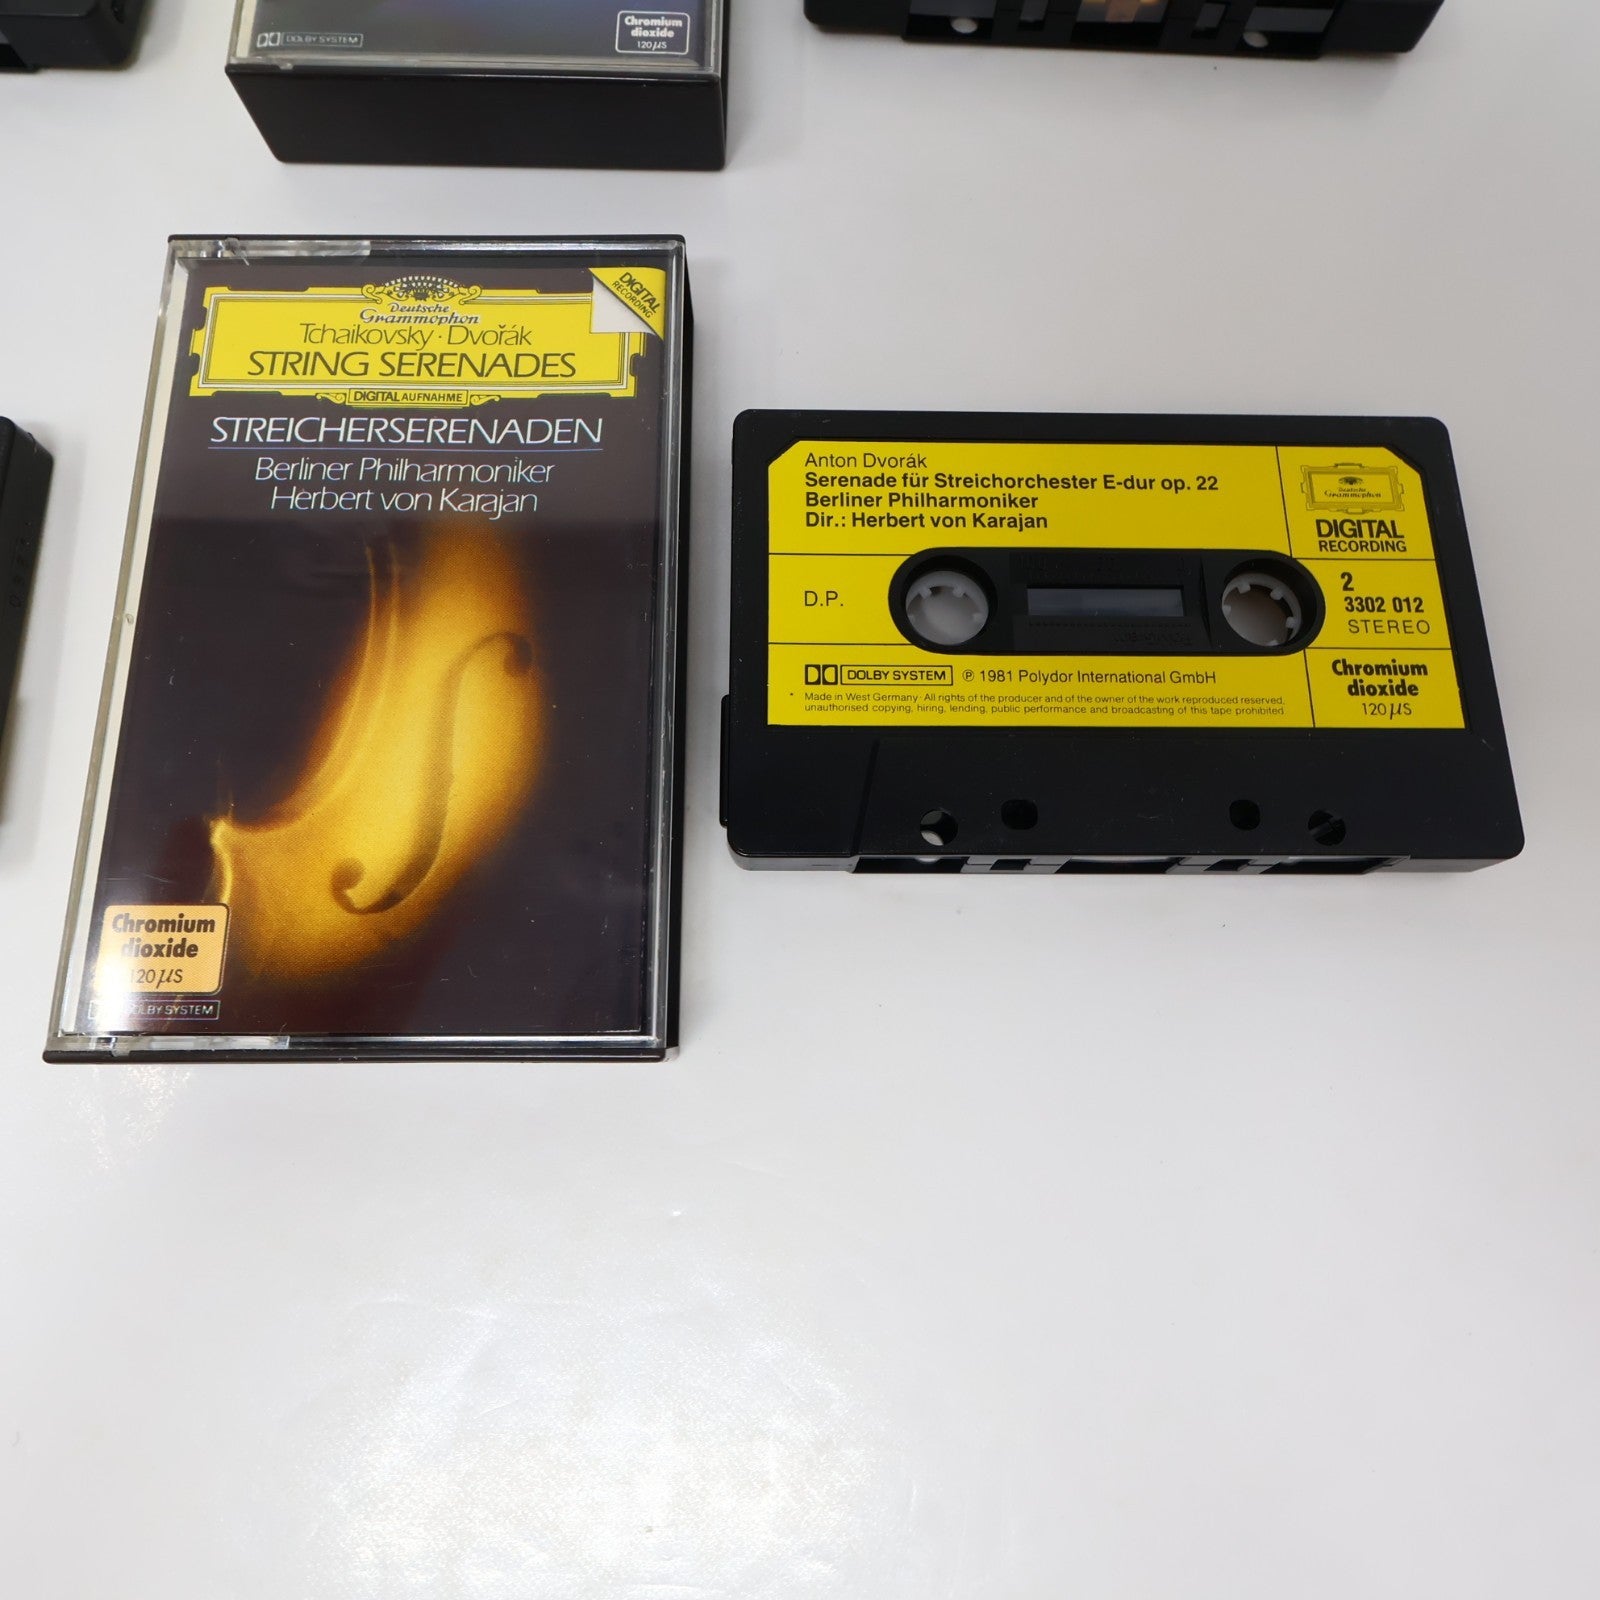 DOLBY SYSTEM
Chromium
dioxide
120 µS
Deutsche
Grammophon
Tchaikovsky · Dvořák
STRING SERENADES
DIGITAL AUFNAHME
DIGITAL
RECORDING
STREICHERSERENADEN
Berliner Philharmoniker
Herbert von Karajan
Chromium
dioxide
120 µS
DOLBY SYSTEM
Anton Dvorák
Serenade für Streichorchester E-dur op. 22
Berliner Philharmoniker
Dir.: Herbert von Karajan
Deutsche
Grammophon
DIGITAL
RECORDING
D.P.
2
3302 012
STEREO
DOLBY SYSTEM ℗ 1981 Polydor International GmbH
Made in West Germany · All rights of the producer and of the owner of the work reproduced reserved,
unauthorised copying, hiring, lending, public performance and broadcasting of this tape prohibited
Chromium
dioxide
120 µS